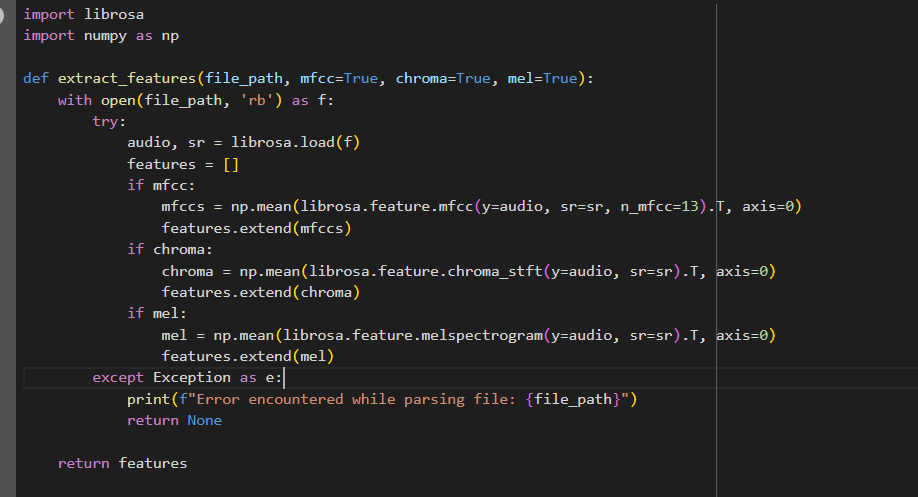 import librosa
import numpy as np

def extract_features(file_path, mfcc=True, chroma=True, mel=True):
    with open(file_path, 'rb') as f:
        try:
            audio, sr = librosa.load(f)
            features = []
            if mfcc:
                mfccs = np.mean(librosa.feature.mfcc(y=audio, sr=sr, n_mfcc=13).T, axis=0)
                features.extend(mfccs)
            if chroma:
                chroma = np.mean(librosa.feature.chroma_stft(y=audio, sr=sr).T, axis=0)
                features.extend(chroma)
            if mel:
                mel = np.mean(librosa.feature.melspectrogram(y=audio, sr=sr).T, axis=0)
                features.extend(mel)
        except Exception as e:
            print(f"Error encountered while parsing file: {file_path}")
            return None

    return features